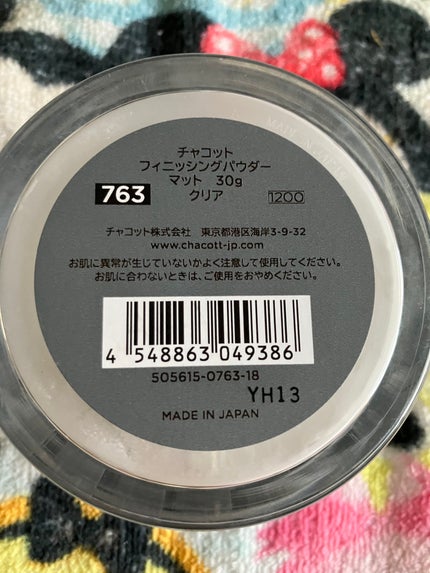 チャコット
フィニッシングパウダー
763 マット 30g
クリア 1200
チャコット株式会社 東京都港区海岸3-9-32
www.chacott-jp.com
お肌に異常が生じていないかよく注意して使用してください。
お肌に合わないときは、ご使用をおやめください。
4 548863 049386
505615-0763-18
YH13
MADE IN JAPAN